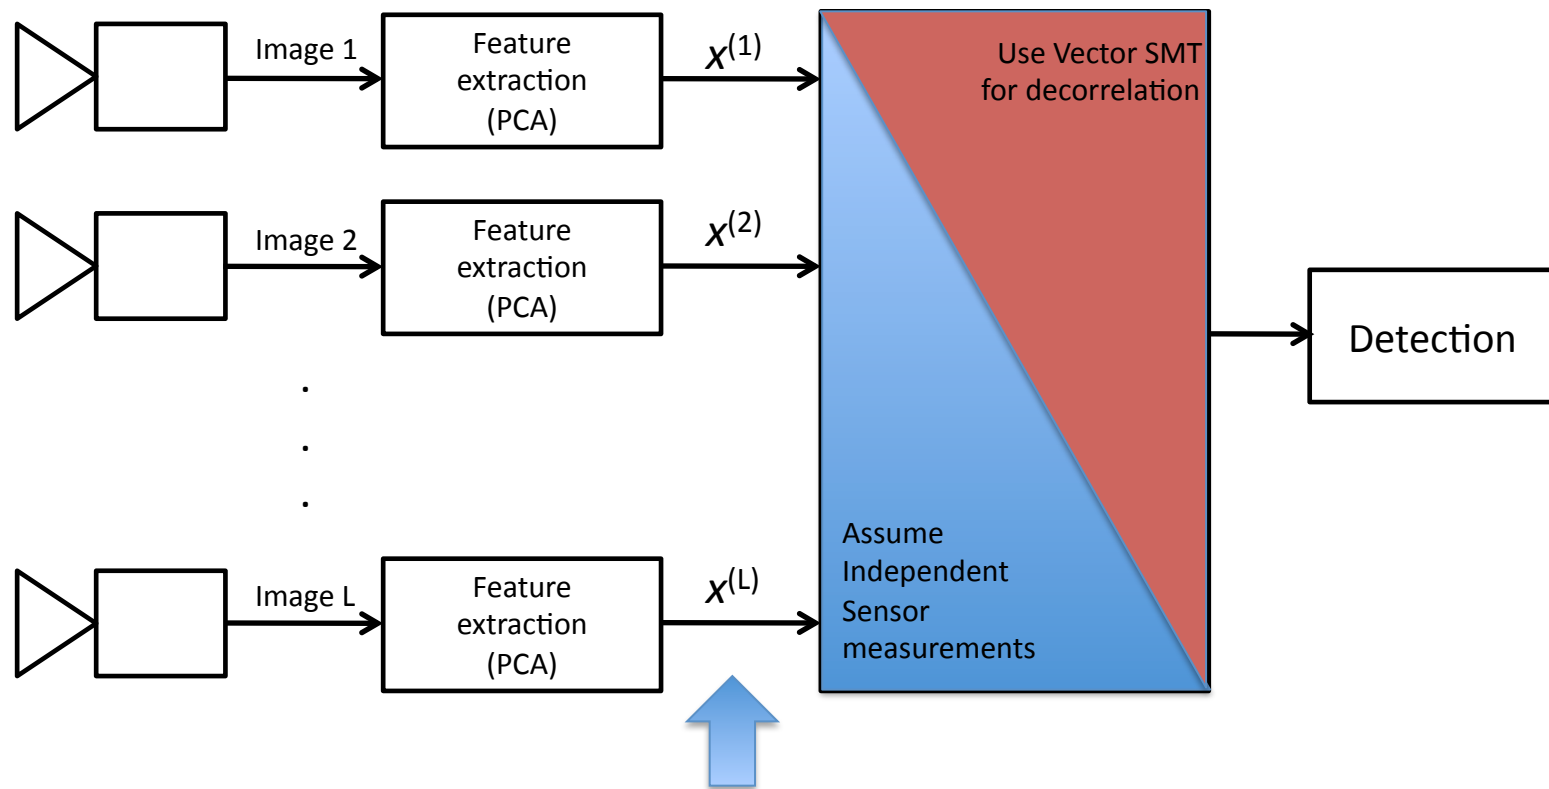 Image 1
Feature
extraction
(PCA)
x(1)
Use Vector SMT
for decorrelation
Image 2
Feature
extraction
(PCA)
x(2)
Detection
.
.
.
Image L
Feature
extraction
(PCA)
x(L)
Assume
Independent
Sensor
measurements